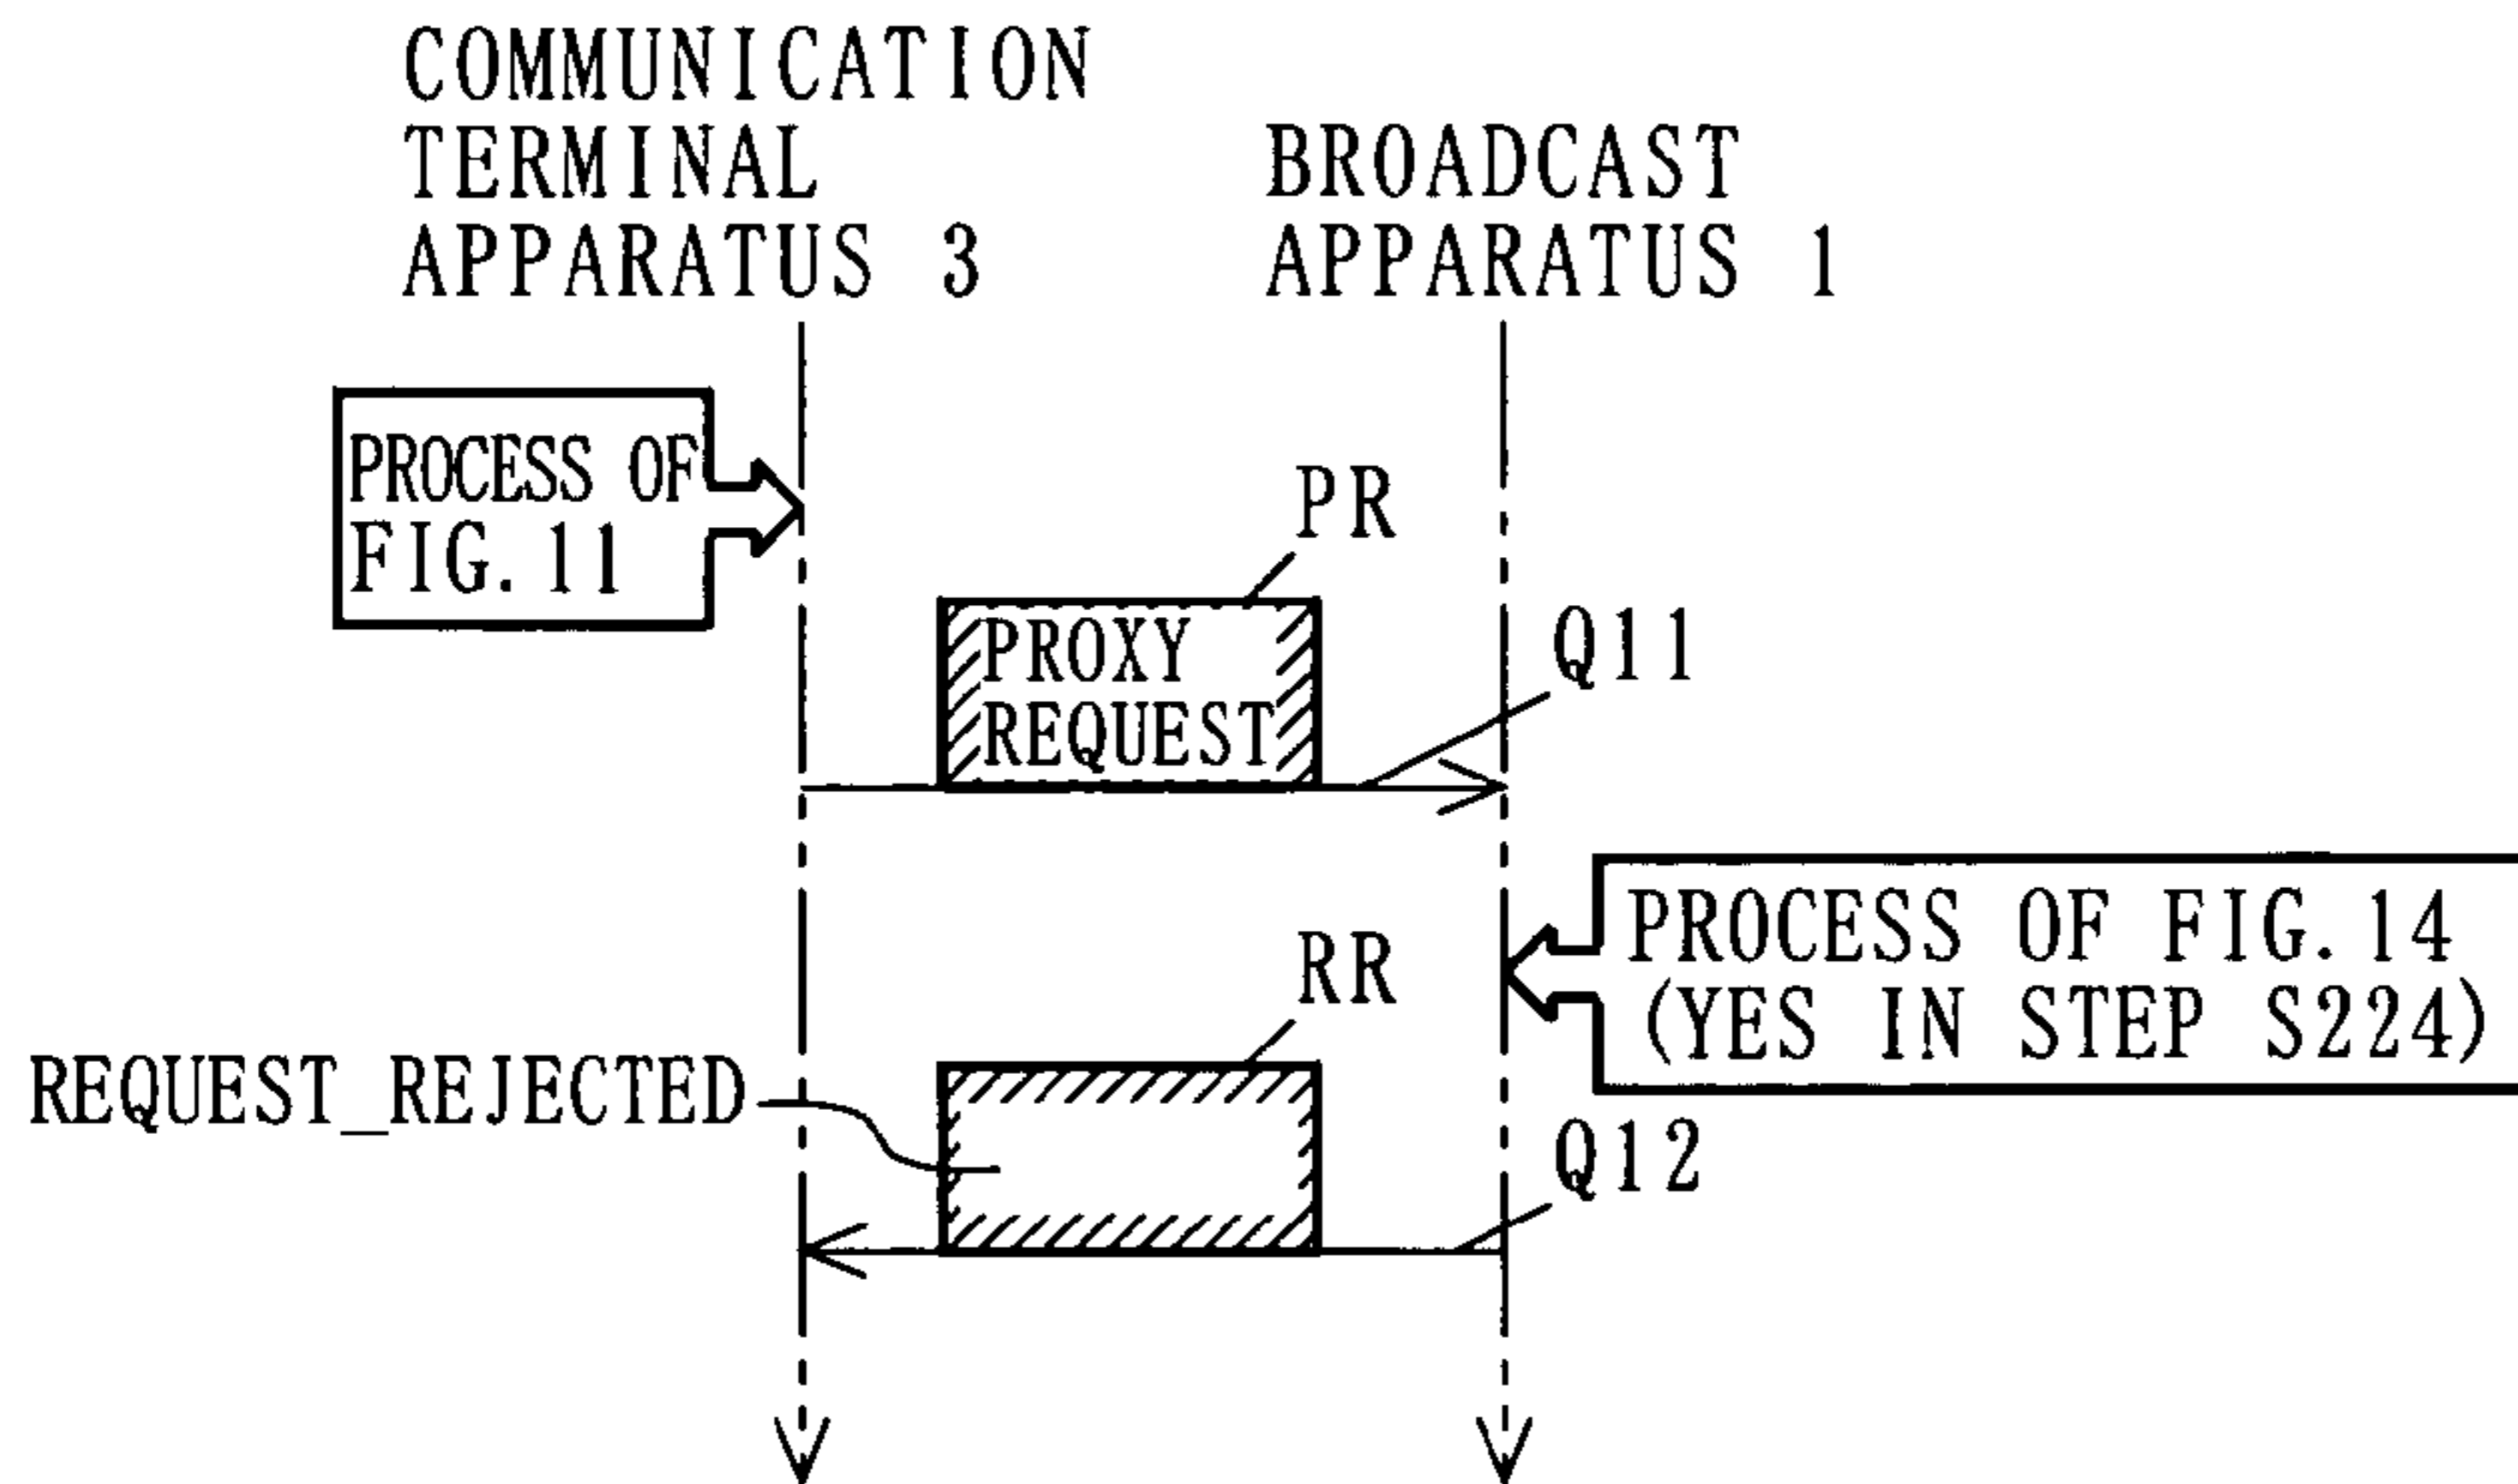 COMMUNICATION
TERMINAL
APPARATUS 3
BROADCAST
APPARATUS 1
PROCESS OF
FIG.11
PR
PROXY
REQUEST
Q11
PROCESS OF FIG.14
(YES IN STEP S224)
RR
REQUEST_REJECTED
Q12